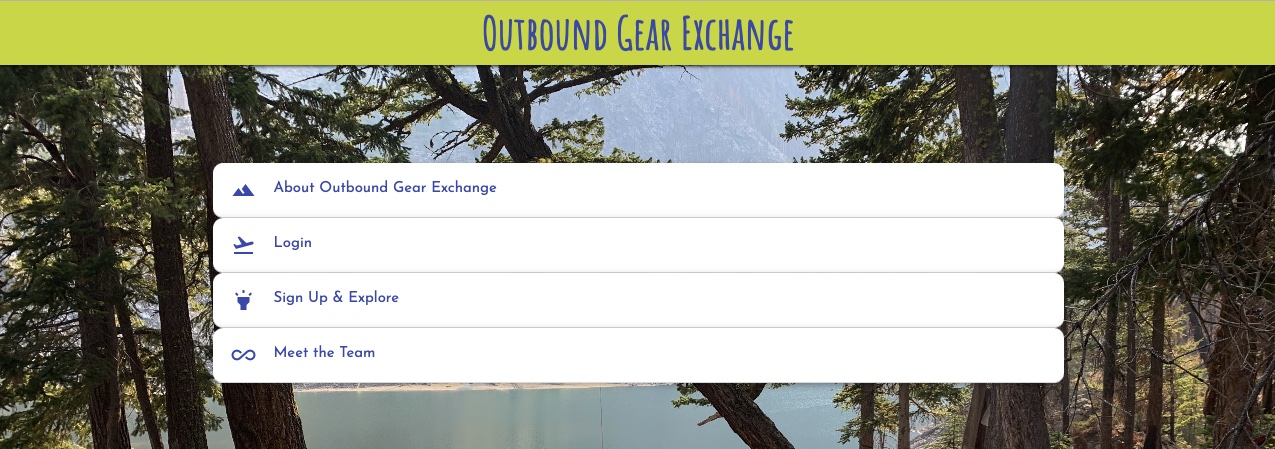 Outbound Gear Exchange
About Outbound Gear Exchange
Login
Sign Up & Explore
Meet the Team